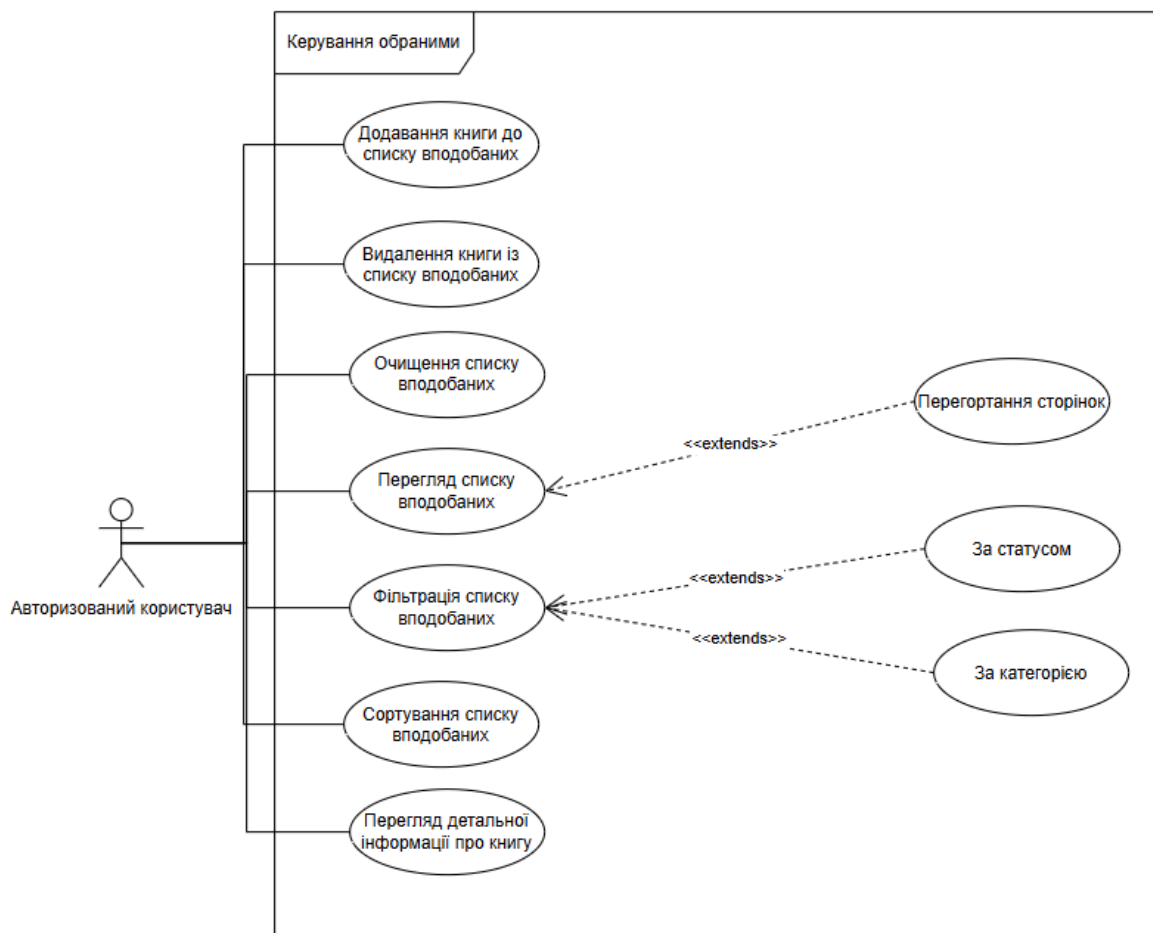 Керування обраними
Додавання книги до
списку вподобаних
Видалення книги із
списку вподобаних
Очищення списку
вподобаних
Перегортання сторінок
<<extends>>
Перегляд списку
вподобаних
За статусом
<<extends>>
Авторизований користувач
Фільтрація списку
вподобаних
<<extends>>
За категорією
Сортування списку
вподобаних
Перегляд детальної
інформації про книгу